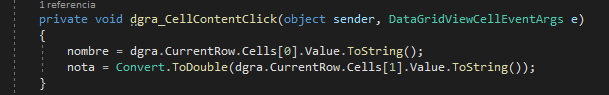 1 referencia
private void dgra_CellContentClick(object sender, DataGridViewCellEventArgs e)
{
nombre = dgra.CurrentRow.Cells[0].Value.ToString();
nota = Convert.ToDouble(dgra.CurrentRow.Cells[1].Value.ToString());
}